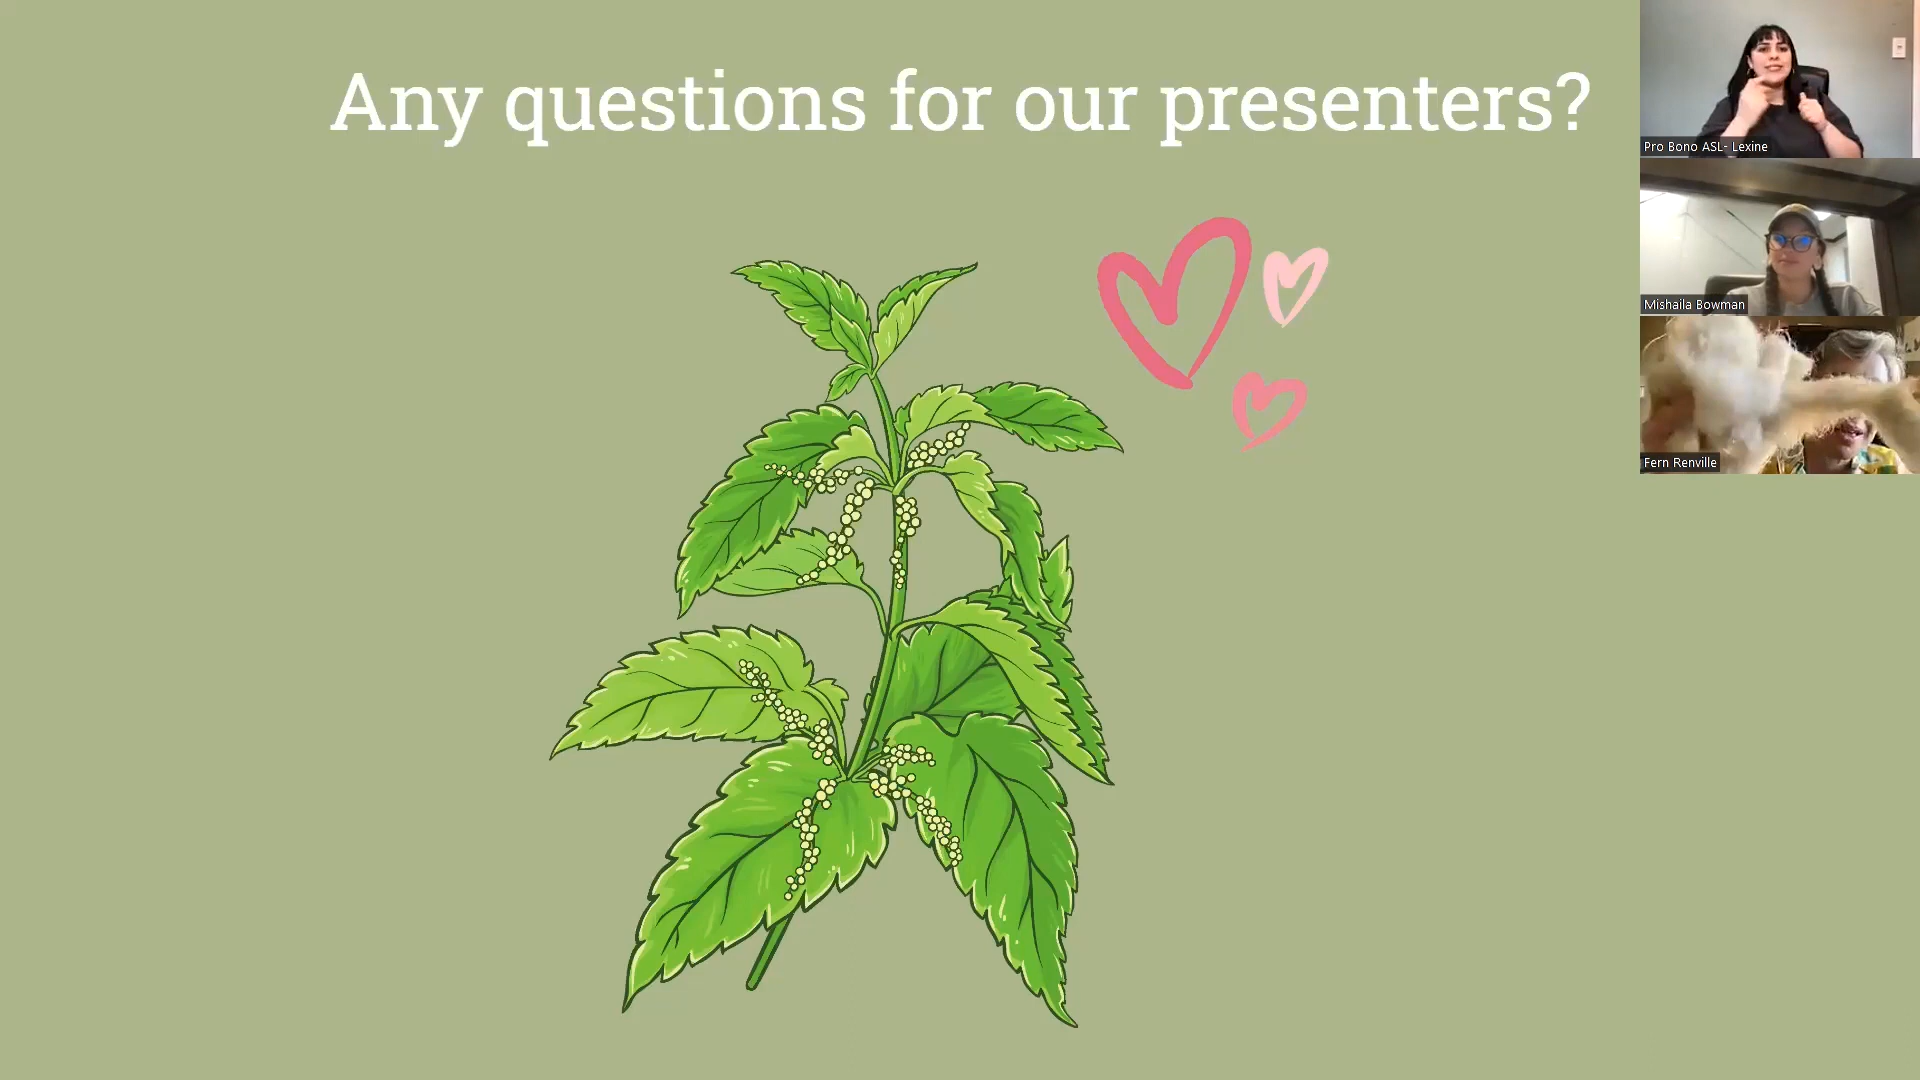 Any questions for our presenters?
Pro Bono ASL- Lexine
Mishaila Bowman
Fern Renville